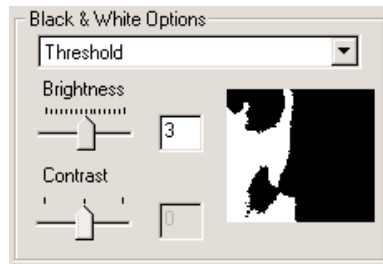 Black & White Options
Threshold
Brightness
3
Contrast
0